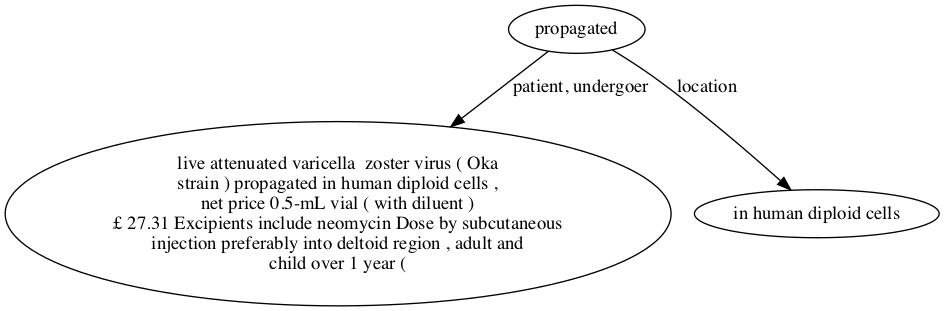 propagated
patient, undergoer
location
live attenuated varicella  zoster virus ( Oka
strain ) propagated in human diploid cells ,
net price 0.5-mL vial ( with diluent )
£ 27.31 Excipients include neomycin Dose by subcutaneous
injection preferably into deltoid region , adult and
child over 1 year (
in human diploid cells